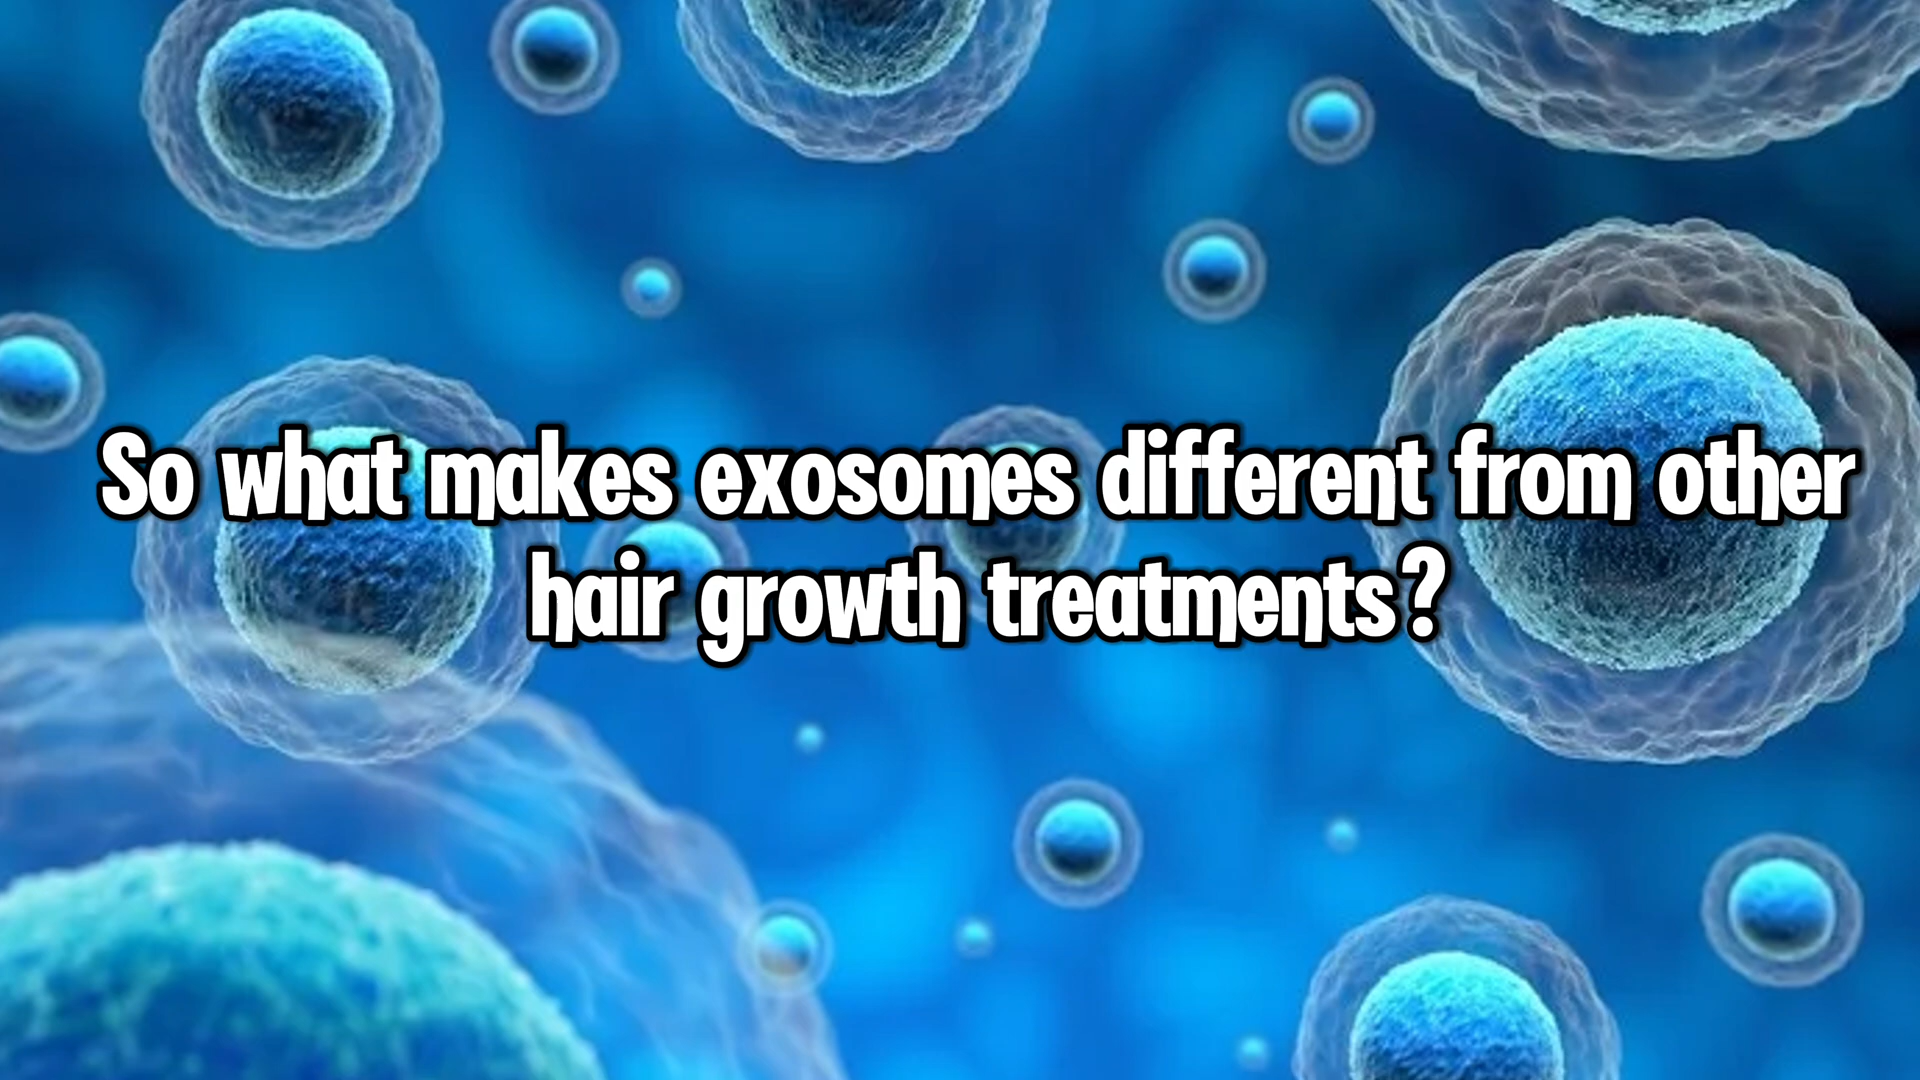 So what makes exosomes different from other
hair growth treatments?